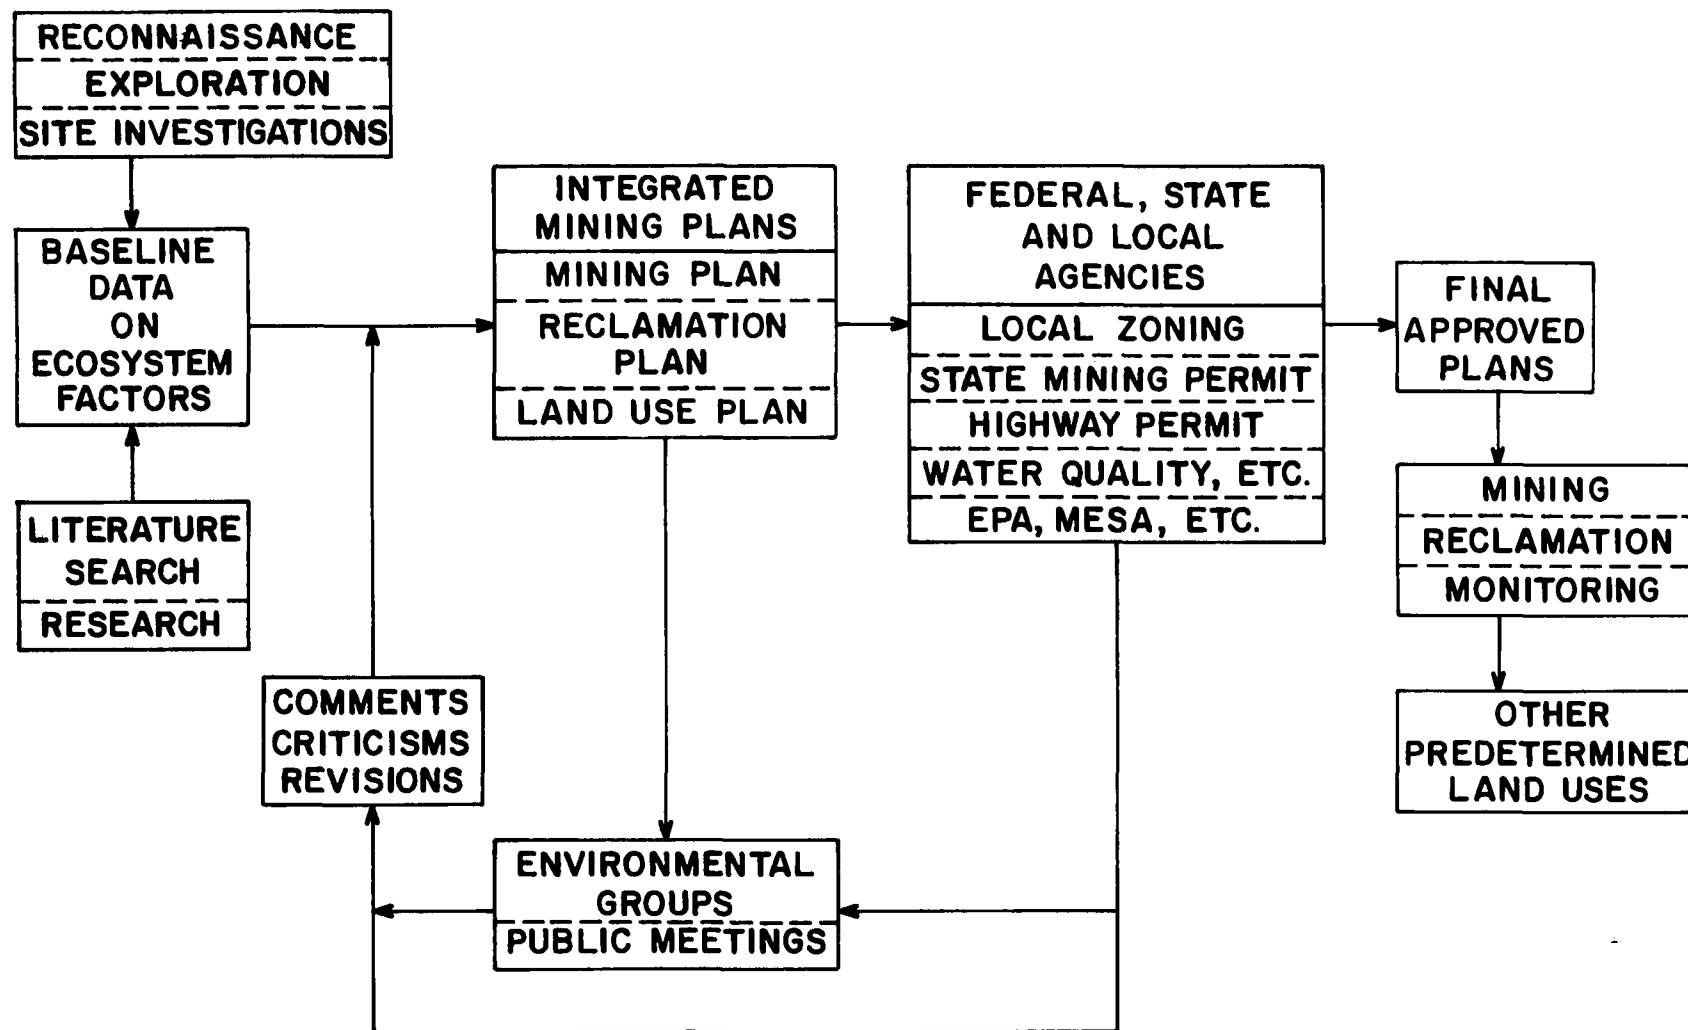 RECONNAISSANCE
EXPLORATION
SITE INVESTIGATIONS
BASELINE
DATA
ON
ECOSYSTEM
FACTORS
LITERATURE
SEARCH
RESEARCH
COMMENTS
CRITICISMS
REVISIONS
INTEGRATED
MINING PLANS
MINING PLAN
RECLAMATION
PLAN
LAND USE PLAN
ENVIRONMENTAL
GROUPS
PUBLIC MEETINGS
FEDERAL, STATE
AND LOCAL
AGENCIES
LOCAL ZONING
STATE MINING PERMIT
HIGHWAY PERMIT
WATER QUALITY, ETC.
EPA, MESA, ETC.
FINAL
APPROVED
PLANS
MINING
RECLAMATION
MONITORING
OTHER
PREDETERMINED
LAND USES